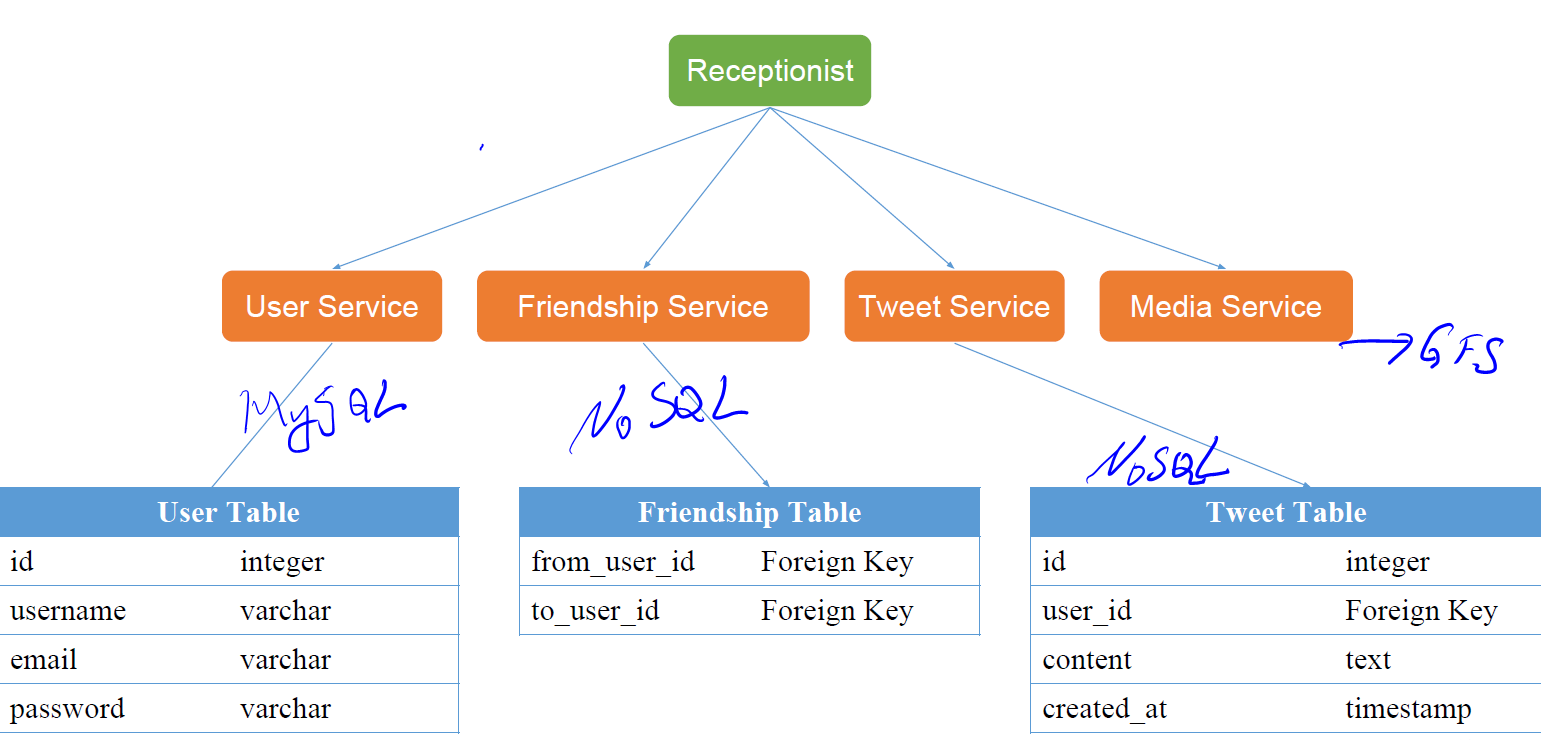 Receptionist
User Service
Friendship Service
Tweet Service
Media Service
→ GFS
MySQL
NoSQL
NoSQL
User Table
id integer
username varchar
email varchar
password varchar
Friendship Table
from_user_id Foreign Key
to_user_id Foreign Key
Tweet Table
id integer
user_id Foreign Key
content text
created_at timestamp